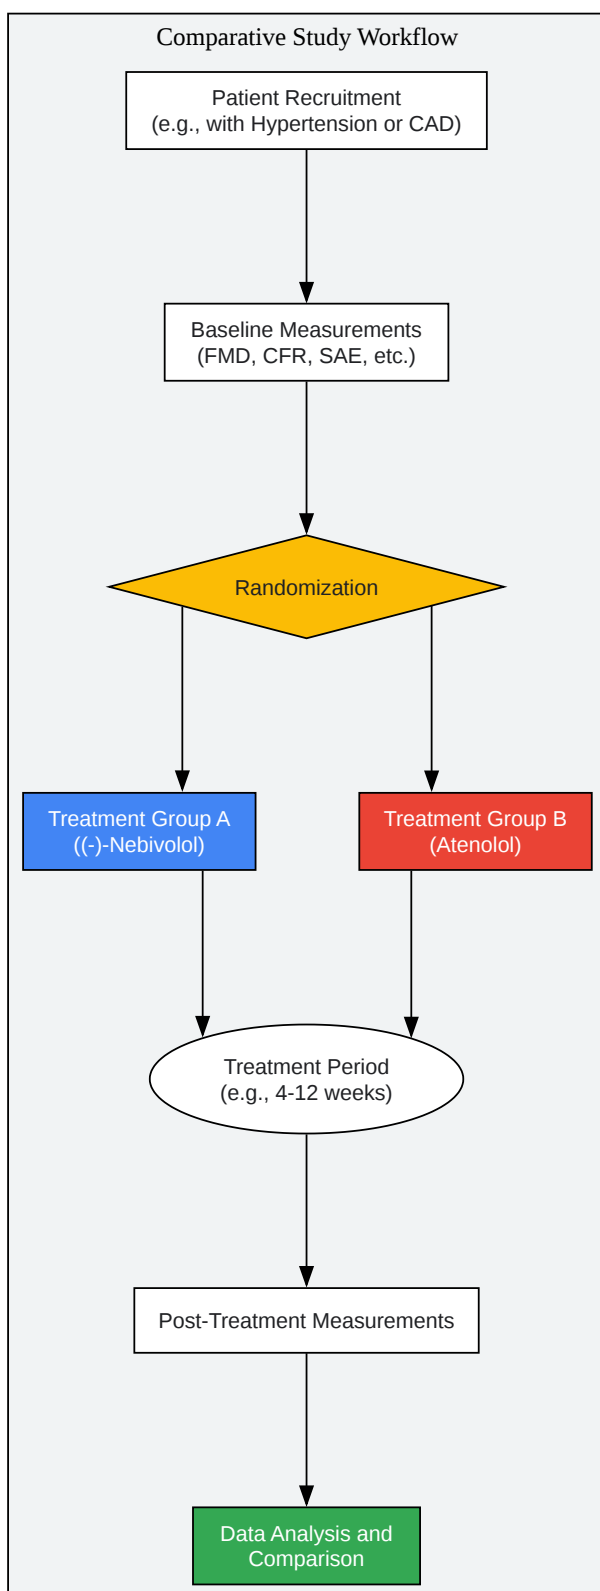 Comparative Study Workflow
Patient Recruitment
(e.g., with Hypertension or CAD)
Baseline Measurements
(FMD, CFR, SAE, etc.)
Randomization
Treatment Group A
((-)-Nebivolol)
Treatment Group B
(Atenolol)
Treatment Period
(e.g., 4-12 weeks)
Post-Treatment Measurements
Data Analysis and
Comparison